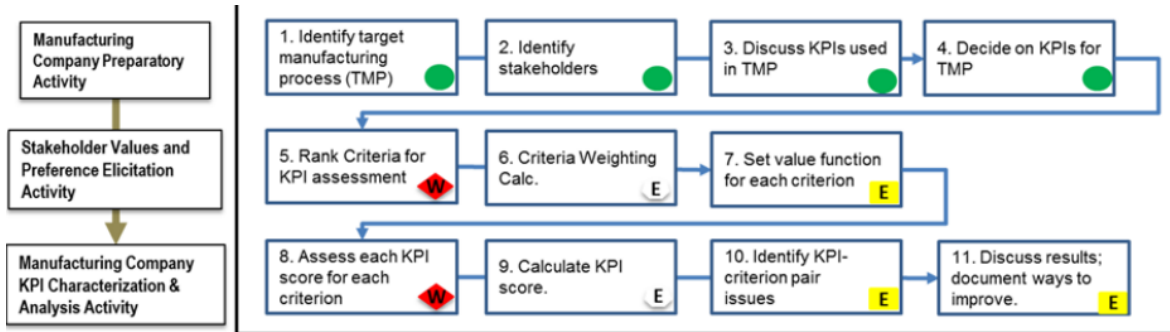 Manufacturing
Company Preparatory
Activity
Stakeholder Values and
Preference Elicitation
Activity
Manufacturing Company
KPI Characterization &
Analysis Activity
1. Identify target
manufacturing
process (TMP)
2. Identify
stakeholders
3. Discuss KPIs used
in TMP
4. Decide on KPIs for
TMP
5. Rank Criteria for
KPI assessment
W
6. Criteria Weighting
Calc.
E
7. Set value function
for each criterion
E
8. Assess each KPI
score for each
criterion
W
9. Calculate KPI
score.
E
10. Identify KPI-
criterion pair
issues
E
11. Discuss results;
document ways to
improve.
E